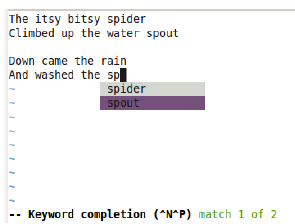 The itsy bitsy spider
Climbed up the water spout

Down came the rain
And washed the sp
~ spider
~ spout
~
~
~
~
~
~
~
-- Keyword completion (^N^P) match 1 of 2